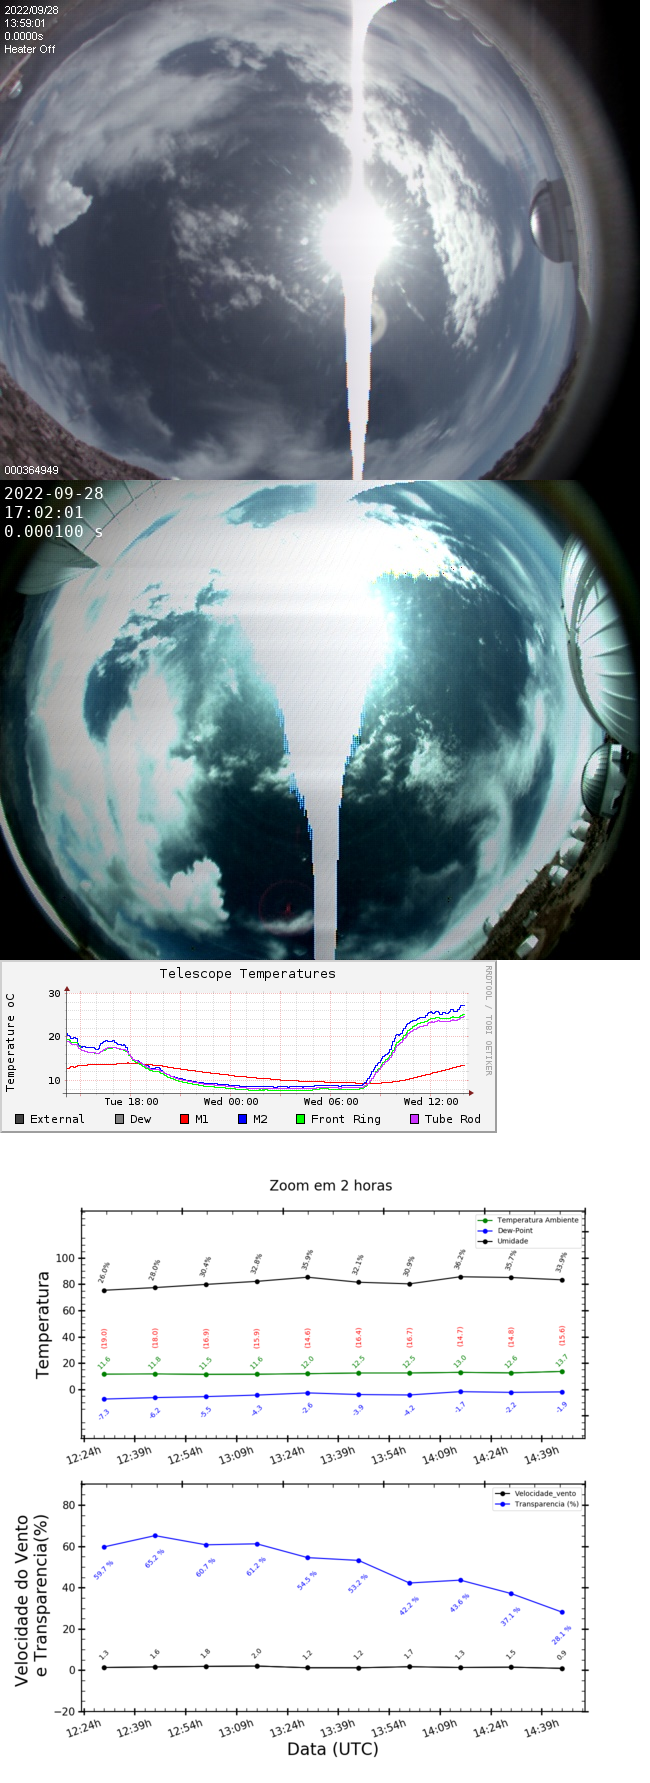 2022/09/28
13:59:01
0.0000s
Heater Off
000364949
2022-09-28
17:02:01
0.000100 s
Telescope Temperatures
RRDTOOL / TOBI OETIKER
Temperature oC
30
20
10
Tue 18:00 Wed 00:00 Wed 06:00 Wed 12:00
External Dew M1 M2 Front Ring Tube Rod
Zoom em 2 horas
Temperatura Ambiente
Dew-Point
Umidade
Temperatura
100
80
60
40
20
0
26.0% 28.0% 30.4% 32.8% 35.9% 32.1% 30.9% 36.2% 35.7% 33.9%
(19.0) (18.0) (16.9) (15.9) (14.6) (16.4) (16.7) (14.7) (14.8) (15.6)
11.6 11.8 11.5 11.6 12.0 12.5 12.5 13.0 12.6 13.7
-7.3 -6.2 -5.5 -4.3 -2.6 -3.9 -4.2 -1.7 -2.2 -1.9
12:24h 12:39h 12:54h 13:09h 13:24h 13:39h 13:54h 14:09h 14:24h 14:39h
Velocidade_vento
Transparencia (%)
Velocidade do Vento
e Transparencia(%)
80
60
40
20
0
−20
59.7 % 65.2 % 60.7 % 61.2 % 54.5 % 53.2 % 42.2 % 43.6 % 37.1 % 28.1 %
1.3 1.6 1.8 2.0 1.2 1.2 1.7 1.3 1.5 0.9
12:24h 12:39h 12:54h 13:09h 13:24h 13:39h 13:54h 14:09h 14:24h 14:39h
Data (UTC)